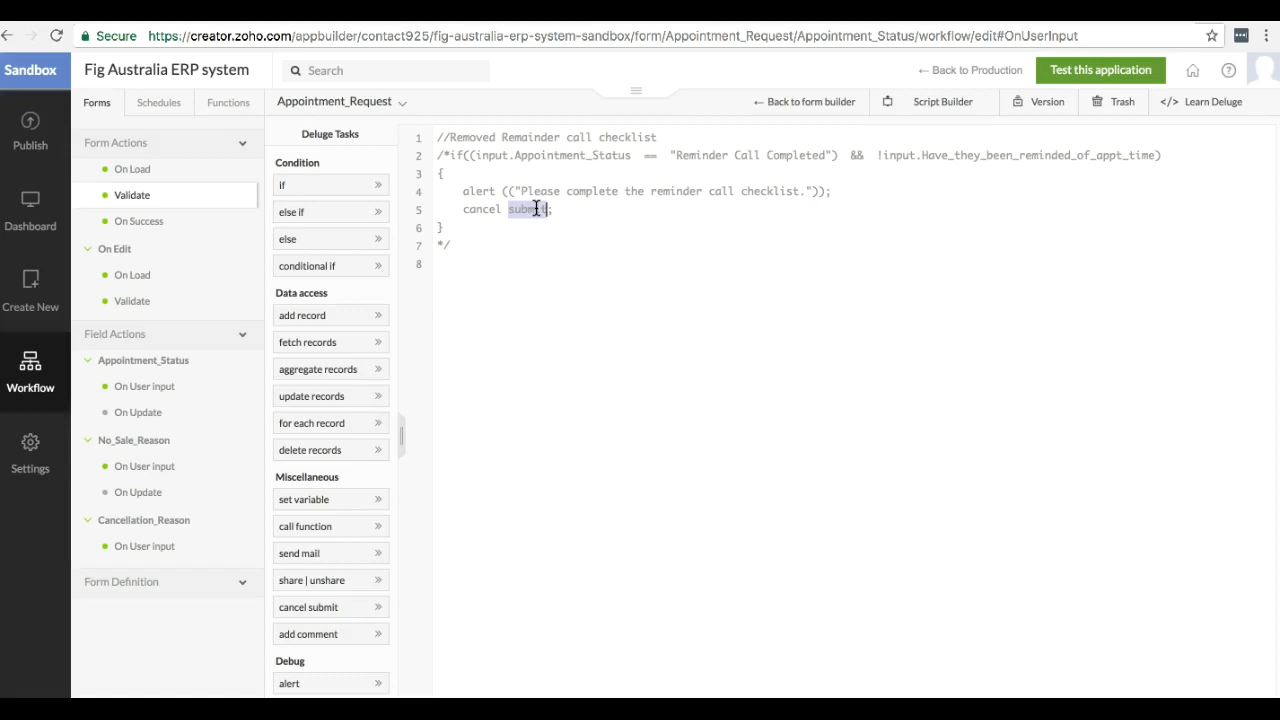 Secure https://creator.zoho.com/appbuilder/contact925/fig-australia-erp-system-sandbox/form/Appointment_Request/Appointment_Status/workflow/edit#OnUserInput
Sandbox
Fig Australia ERP system
Search
← Back to Production
Test this application
Forms
Schedules
Functions
Appointment_Request
← Back to form builder
Script Builder
Version
Trash
</> Learn Deluge
Publish
Dashboard
Create New
Workflow
Settings
Form Actions
On Load
Validate
On Success
On Edit
On Load
Validate
Field Actions
Appointment_Status
On User input
On Update
No_Sale_Reason
On User input
On Update
Cancellation_Reason
On User input
Form Definition
Deluge Tasks
Condition
if
else if
else
conditional if
Data access
add record
fetch records
aggregate records
update records
for each record
delete records
Miscellaneous
set variable
call function
send mail
share | unshare
cancel submit
add comment
Debug
alert
1 //Removed Remainder call checklist
2 /*if((input.Appointment_Status == "Reminder Call Completed") && !input.Have_they_been_reminded_of_appt_time)
3 {
4 alert (("Please complete the reminder call checklist."));
5 cancel submit;
6 }
7 */
8